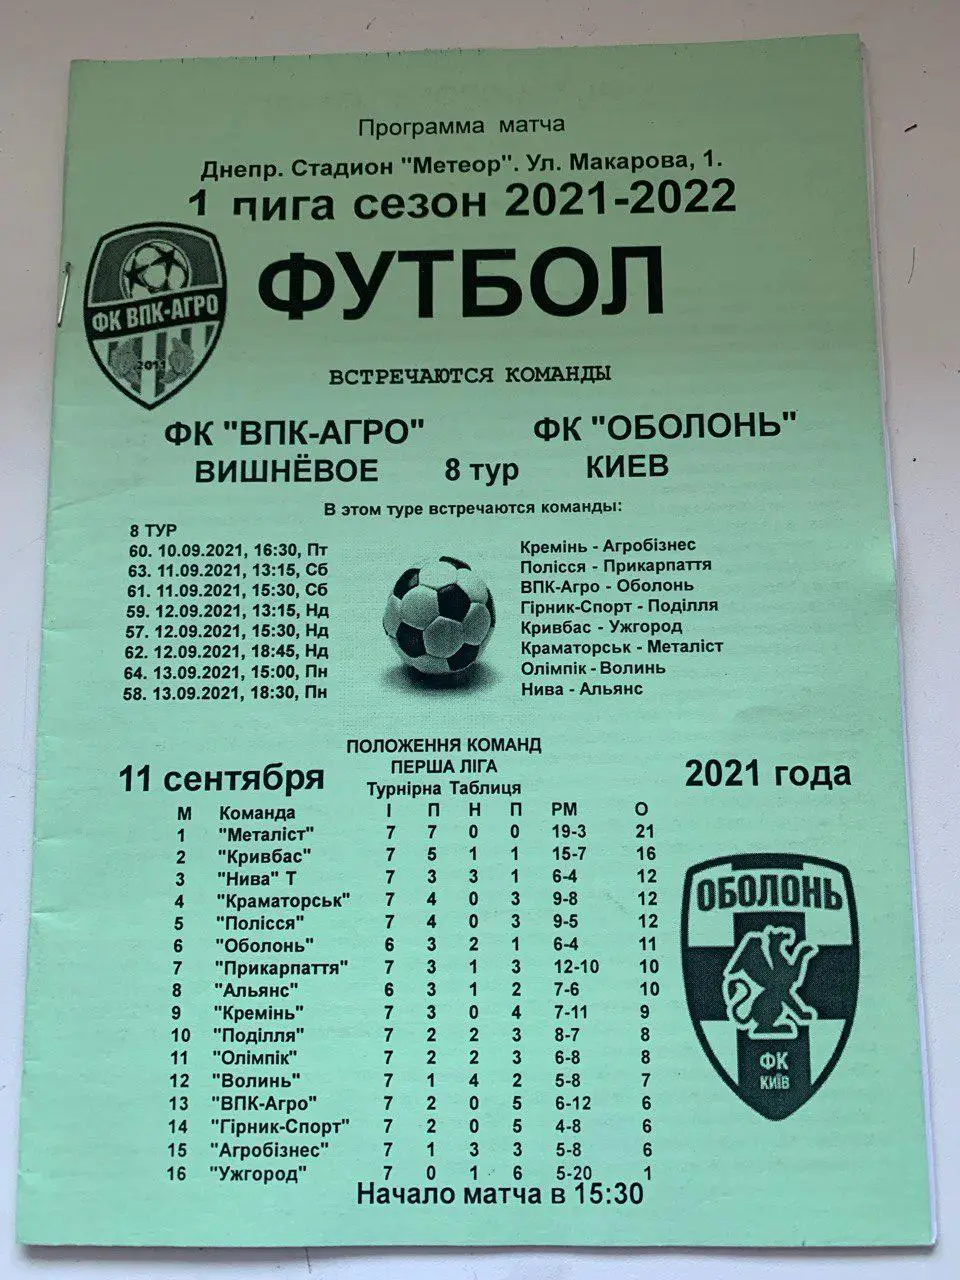 Программа матча
Днепр. Стадион "Метеор". Ул. Макарова, 1.
1 лига сезон 2021-2022
ФУТБОЛ
ФК ВПК-АГРО
2011
ВСТРЕЧАЮТСЯ КОМАНДЫ
ФК "ВПК-АГРО" ФК "ОБОЛОНЬ"
ВИШНЁВОЕ 8 тур КИЕВ
В этом туре встречаются команды:
8 ТУР
60. 10.09.2021, 16:30, Пт Кремінь - Агробізнес
63. 11.09.2021, 13:15, Сб Полісся - Прикарпаття
61. 11.09.2021, 15:30, Сб ВПК-Агро - Оболонь
59. 12.09.2021, 13:15, Нд Гірник-Спорт - Поділля
57. 12.09.2021, 15:30, Нд Кривбас - Ужгород
62. 12.09.2021, 18:45, Нд Краматорськ - Металіст
64. 13.09.2021, 15:00, Пн Олімпік - Волинь
58. 13.09.2021, 18:30, Пн Нива - Альянс
ПОЛОЖЕННЯ КОМАНД
ПЕРША ЛІГА
11 сентября 2021 года
Турнірна Таблиця
М Команда І П Н П РМ О
1 "Металіст" 7 7 0 0 19-3 21
2 "Кривбас" 7 5 1 1 15-7 16
3 "Нива" Т 7 3 3 1 6-4 12
4 "Краматорськ" 7 4 0 3 9-8 12
5 "Полісся" 7 4 0 3 9-5 12
6 "Оболонь" 6 3 2 1 6-4 11
7 "Прикарпаття" 7 3 1 3 12-10 10
8 "Альянс" 6 3 1 2 7-6 10
9 "Кремінь" 7 3 0 4 7-11 9
10 "Поділля" 7 2 2 3 8-7 8
11 "Олімпік" 7 2 2 3 6-8 8
12 "Волинь" 7 1 4 2 5-8 7
13 "ВПК-Агро" 7 2 0 5 6-12 6
14 "Гірник-Спорт" 7 2 0 5 4-8 6
15 "Агробізнес" 7 1 3 3 5-8 6
16 "Ужгород" 7 0 1 6 5-20 1
ОБОЛОНЬ
ФК
КИЇВ
Начало матча в 15:30